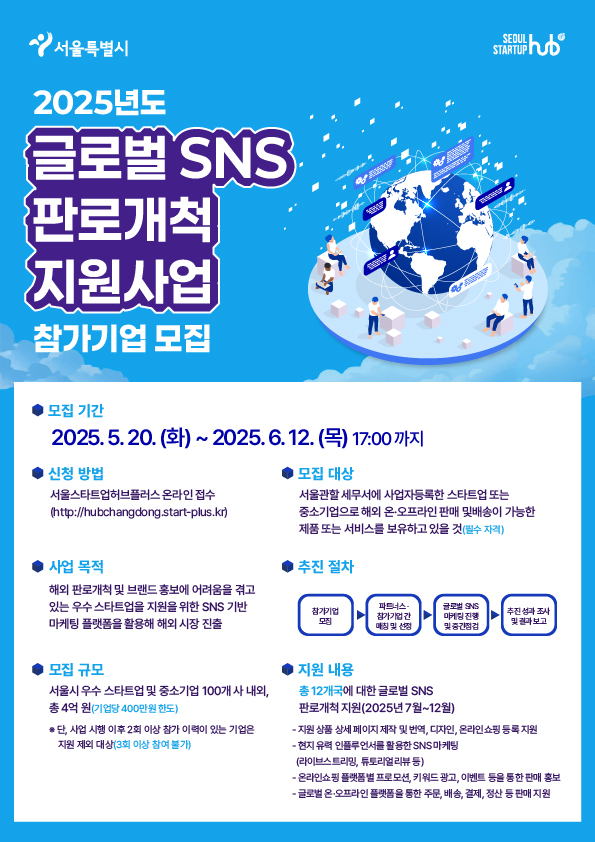 서울특별시
SEOUL
STARTUP hub
2025년도
글로벌 SNS
판로개척
지원사업
참가기업 모집
모집 기간
2025. 5. 20. (화) ~ 2025. 6. 12. (목) 17:00 까지
신청 방법
서울스타트업허브플러스 온라인 접수
(http://hubchangdong.start-plus.kr)
모집 대상
서울관할 세무서에 사업자등록한 스타트업 또는
중소기업으로 해외 온·오프라인 판매 및배송이 가능한
제품 또는 서비스를 보유하고 있을 것(필수 자격)
사업 목적
해외 판로개척 및 브랜드 홍보에 어려움을 겪고
있는 우수 스타트업을 지원을 위한 SNS 기반
마케팅 플랫폼을 활용해 해외 시장 진출
추진 절차
참가기업
모집
파트너스·
참가기업 간
매칭 및 선정
글로벌 SNS
마케팅 진행
및 중간점검
추진 성과 조사
및 결과 보고
모집 규모
서울시 우수 스타트업 및 중소기업 100개 사 내외,
총 4억 원(기업당 400만원 한도)
※ 단, 사업 시행 이후 2회 이상 참가 이력이 있는 기업은
지원 제외 대상(3회 이상 참여 불가)
지원 내용
총 12개국에 대한 글로벌 SNS
판로개척 지원(2025년 7월~12월)
- 지원 상품 상세 페이지 제작 및 번역, 디자인, 온라인쇼핑 등록 지원
- 현지 유력 인플루언서를 활용한 SNS 마케팅
(라이브스트리밍, 튜토리얼리뷰 등)
- 온라인쇼핑 플랫폼별 프로모션, 키워드 광고, 이벤트 등을 통한 판매 홍보
- 글로벌 온·오프라인 플랫폼을 통한 주문, 배송, 결제, 정산 등 판매 지원